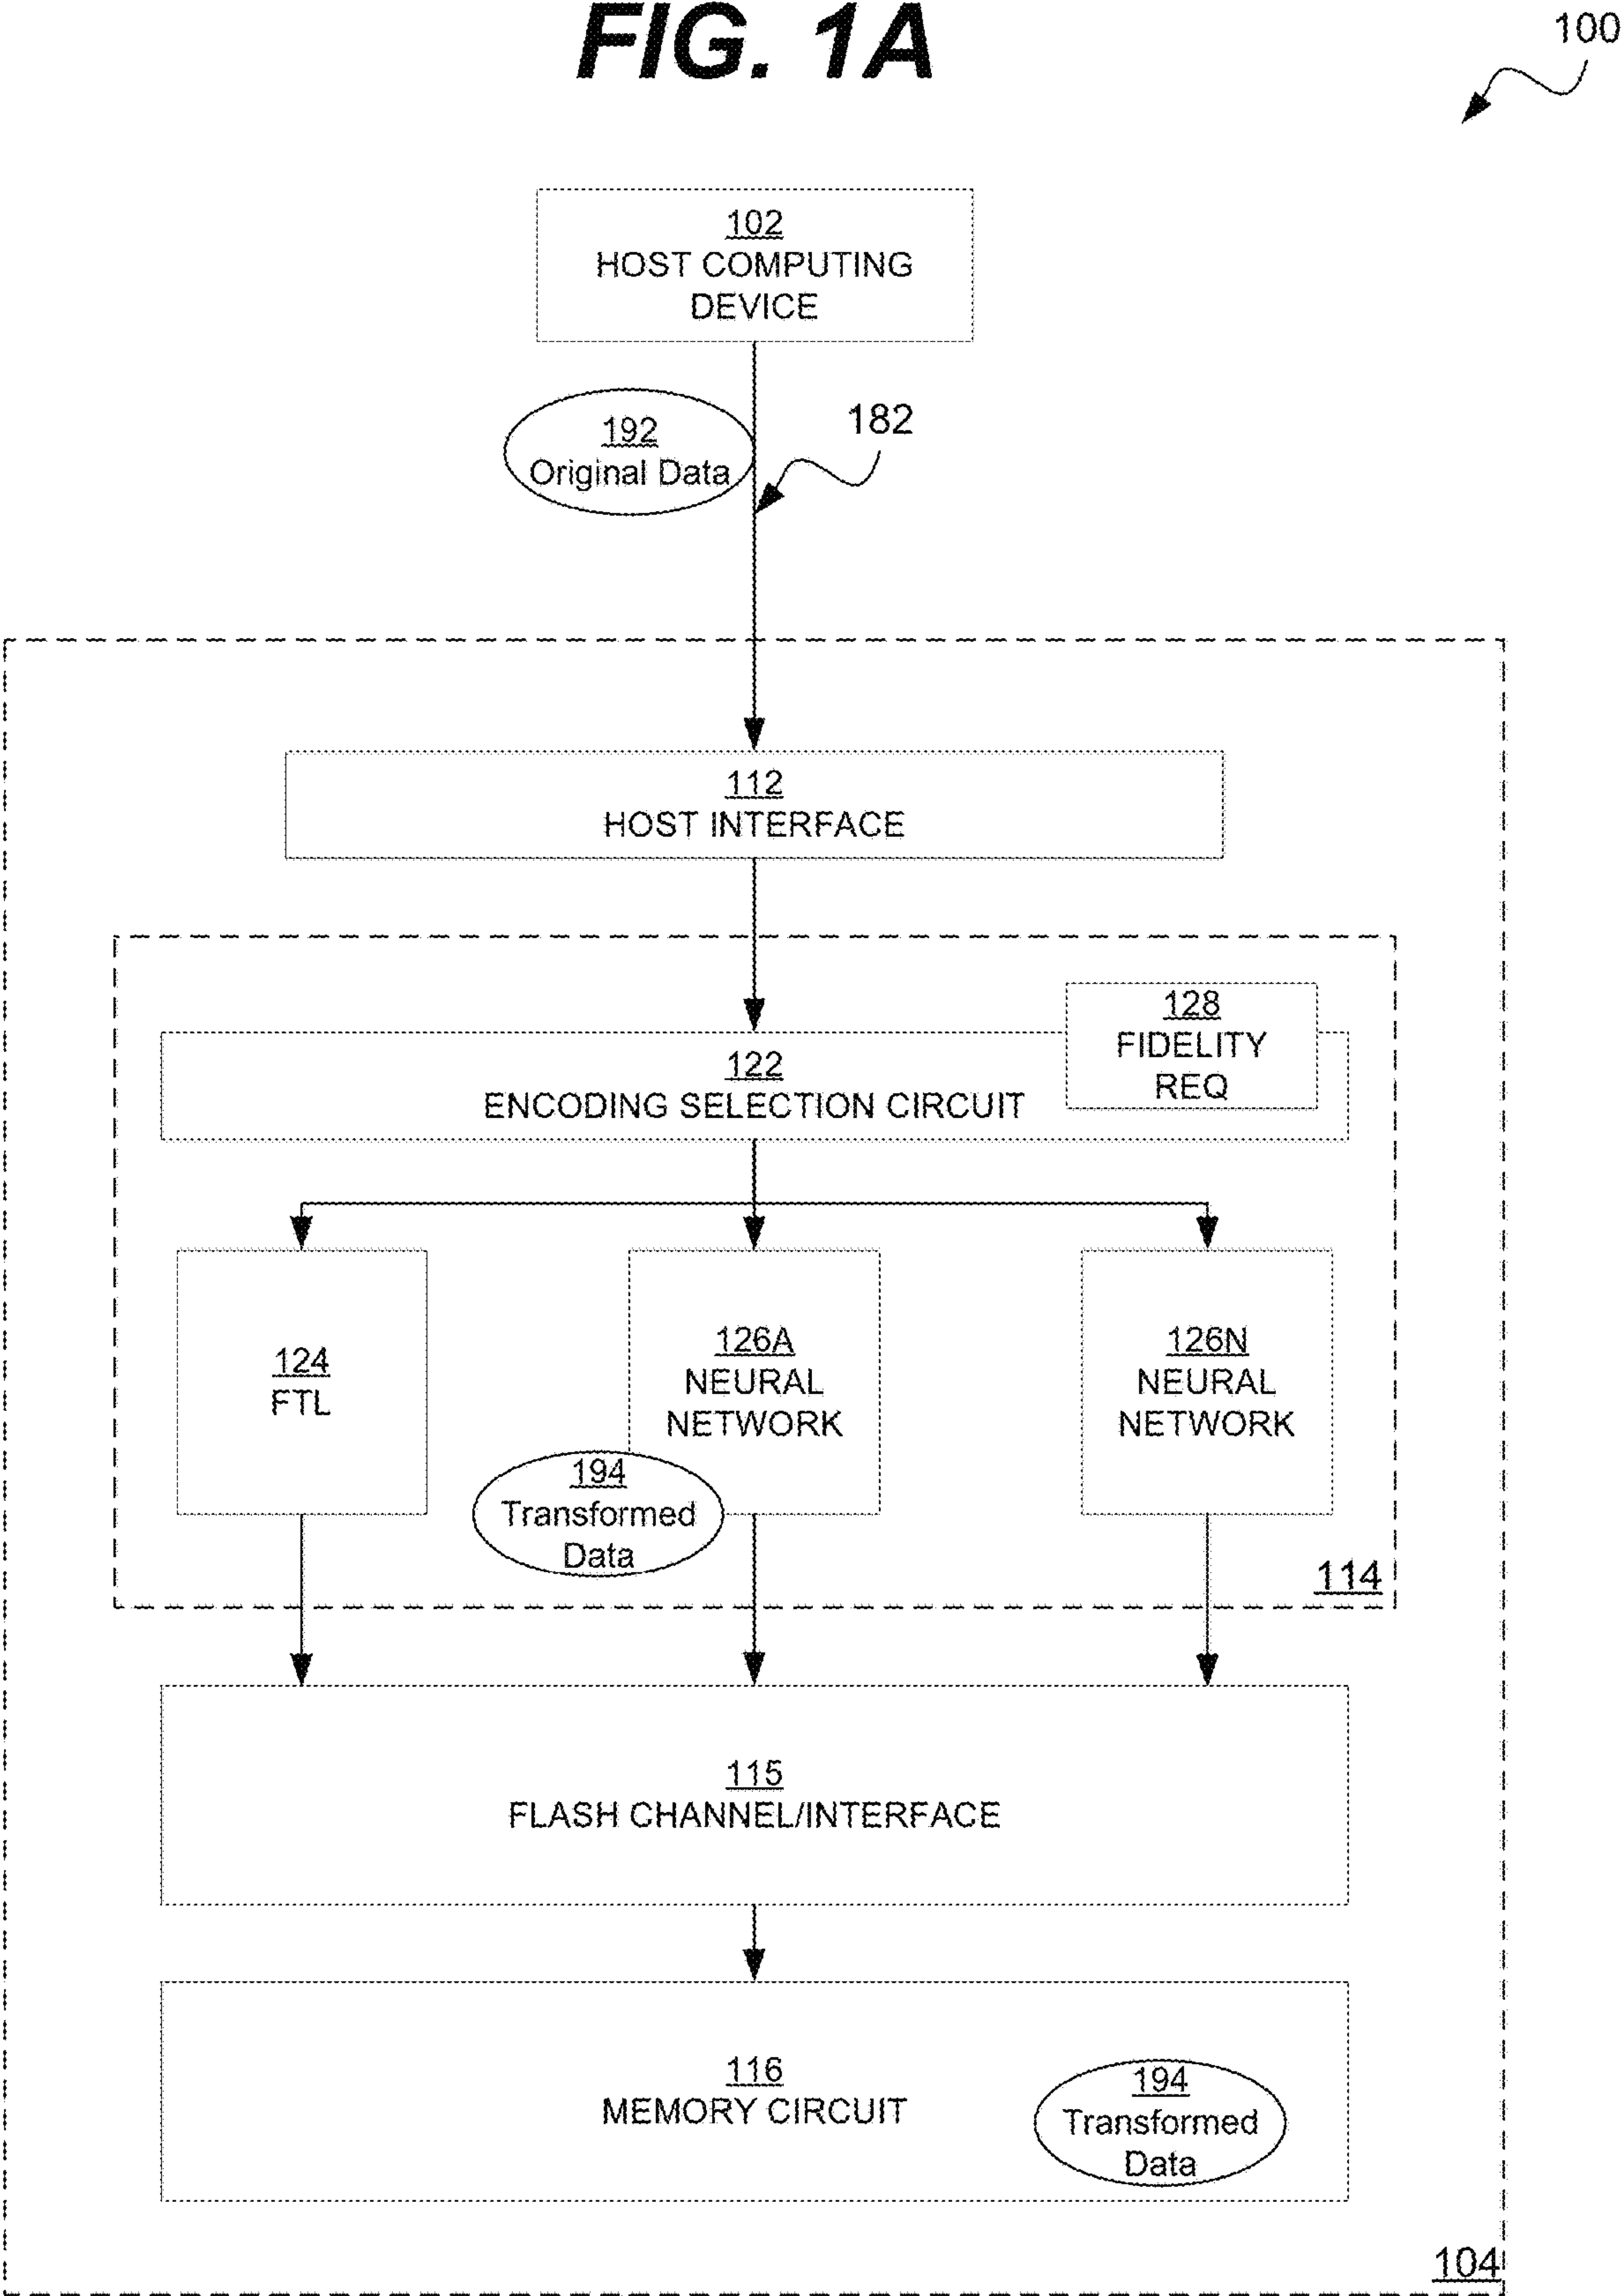 FIG. 1A
100
102
HOST COMPUTING
DEVICE
192
Original Data
182
112
HOST INTERFACE
128
FIDELITY
REQ
122
ENCODING SELECTION CIRCUIT
124
FTL
126A
NEURAL
NETWORK
126N
NEURAL
NETWORK
194
Transformed
Data
114
115
FLASH CHANNEL/INTERFACE
116
MEMORY CIRCUIT
194
Transformed
Data
104